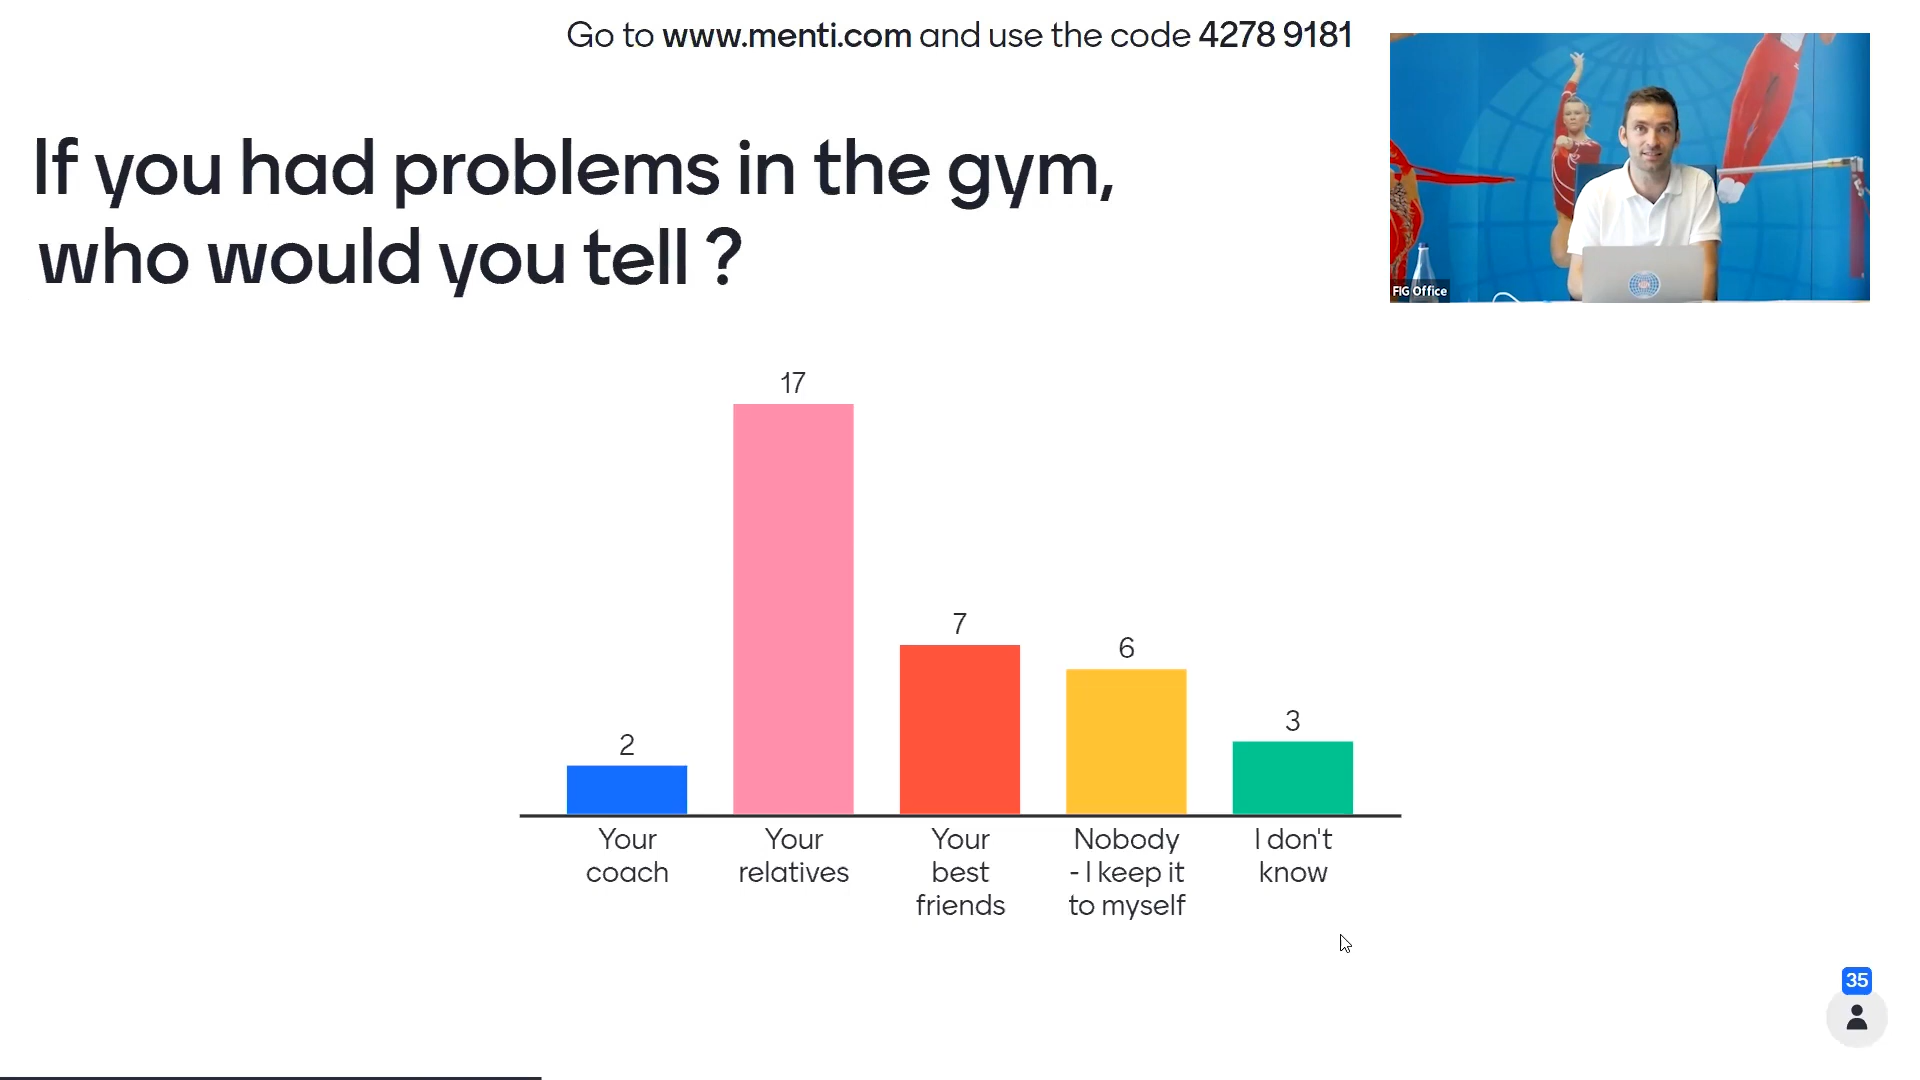 Go to www.menti.com and use the code 4278 9181
If you had problems in the gym,
who would you tell ?
FIG Office
17
7
6
3
2
Your
coach
Your
relatives
Your
best
friends
Nobody
- I keep it
to myself
I don't
know
35